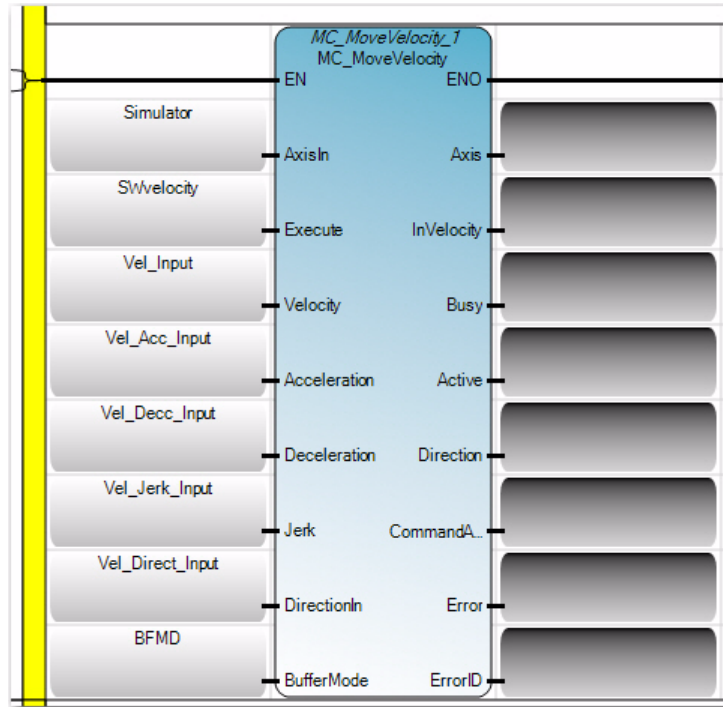 MC_MoveVelocity_1
MC_MoveVelocity
EN ENO
Simulator
AxisIn Axis
SWvelocity
Execute InVelocity
Vel_Input
Velocity Busy
Vel_Acc_Input
Acceleration Active
Vel_Decc_Input
Deceleration Direction
Vel_Jerk_Input
Jerk CommandA...
Vel_Direct_Input
DirectionIn Error
BFMD
BufferMode ErrorID